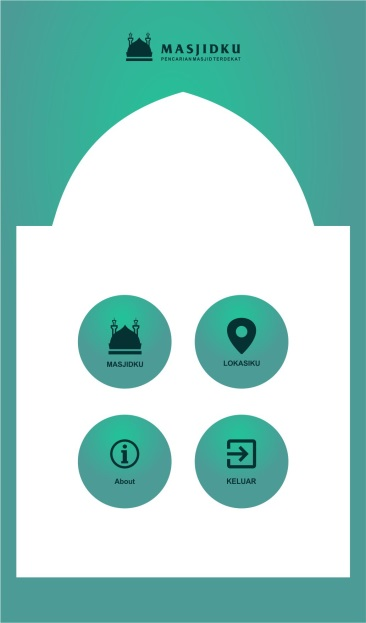 MASJIDKU
PENCARIAN MASJID TERDEKAT
MASJIDKU
LOKASIKU
About
KELUAR